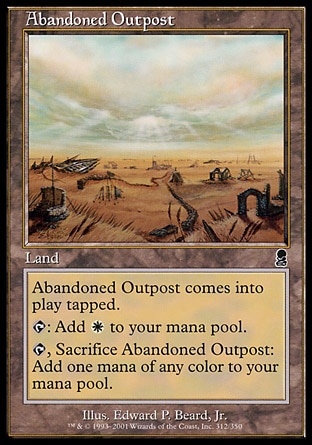 Abandoned Outpost
Land
Abandoned Outpost comes into
play tapped.
: Add to your mana pool.
, Sacrifice Abandoned Outpost:
Add one mana of any color to your
mana pool.
Illus. Edward P. Beard, Jr.
™ & © 1993-2001 Wizards of the Coast, Inc. 312/350